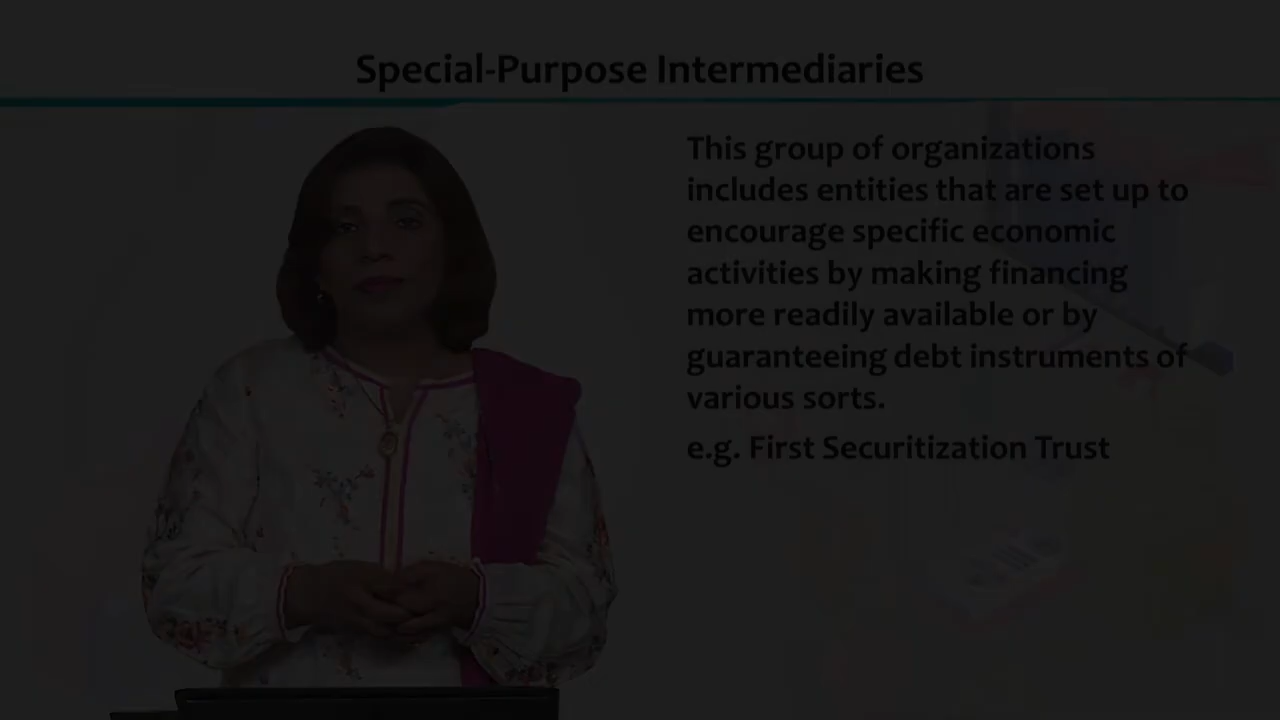 Special-Purpose Intermediaries
This group of organizations
includes entities that are set up to
encourage specific economic
activities by making financing
more readily available or by
guaranteeing debt instruments of
various sorts.
e.g. First Securitization Trust